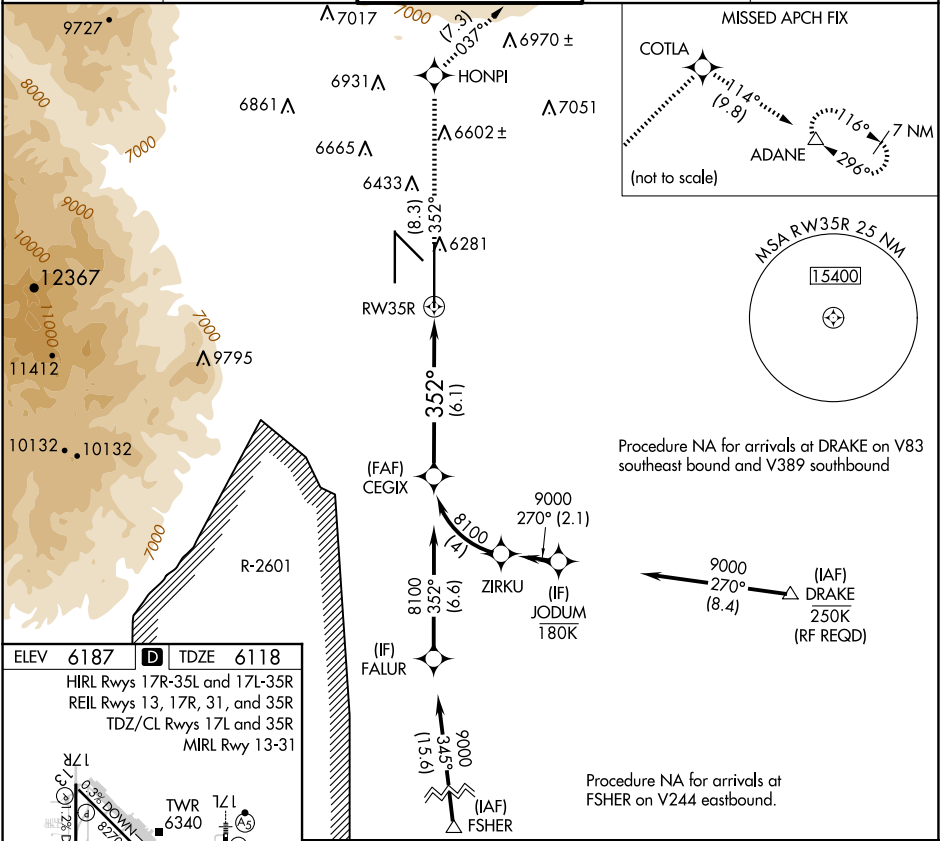 9727
7017
7000
(7.3)
037°
6970 ±
HONPI
6931
6861
7051
6602 ±
6665
6433
8000
7000
9000
10000
12367
11000
11412
7000
9795
10132
10132
7000
(8.3)
352°
6281
RW35R
352°
(6.1)
(FAF)
CEGIX
8100
(4)
9000
270° (2.1)
ZIRKU
(IF)
JODUM
180K
9000
270°
(8.4)
(IAF)
DRAKE
250K
(RF REQD)
8100
352°
(6.6)
(IF)
FALUR
9000
345°
(15.6)
(IAF)
FSHER
R-2601
MISSED APCH FIX
COTLA
114°
(9.8)
116°
7 NM
ADANE
296°
(not to scale)
MSA RW35R 25 NM
15400
Procedure NA for arrivals at DRAKE on V83
southeast bound and V389 southbound
Procedure NA for arrivals at
FSHER on V244 eastbound.
ELEV 6187 D TDZE 6118
HIRL Rwys 17R-35L and 17L-35R
REIL Rwys 13, 17R, 31, and 35R
TDZ/CL Rwys 17L and 35R
MIRL Rwy 13-31
17R
0.3% DOWN
P
P
TWR
6340
17L
A5